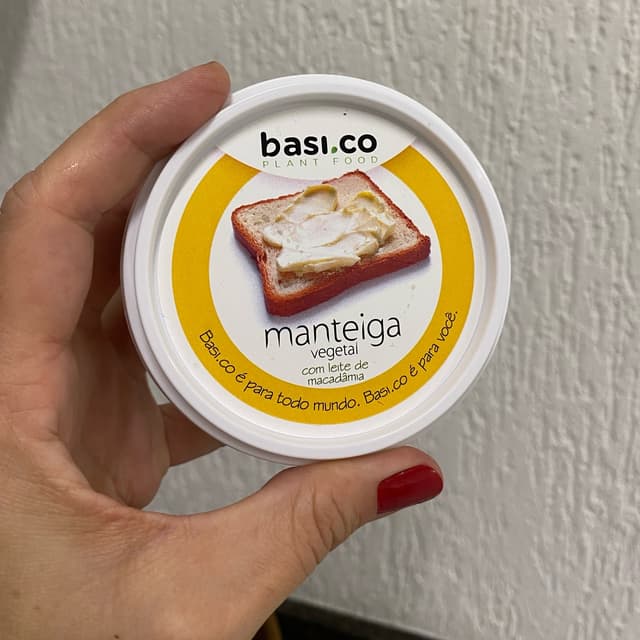 basi.co
PLANT FOOD
manteiga
vegetal
com leite de
macadâmia
Basi.co é para todo mundo. Basi.co é para você.